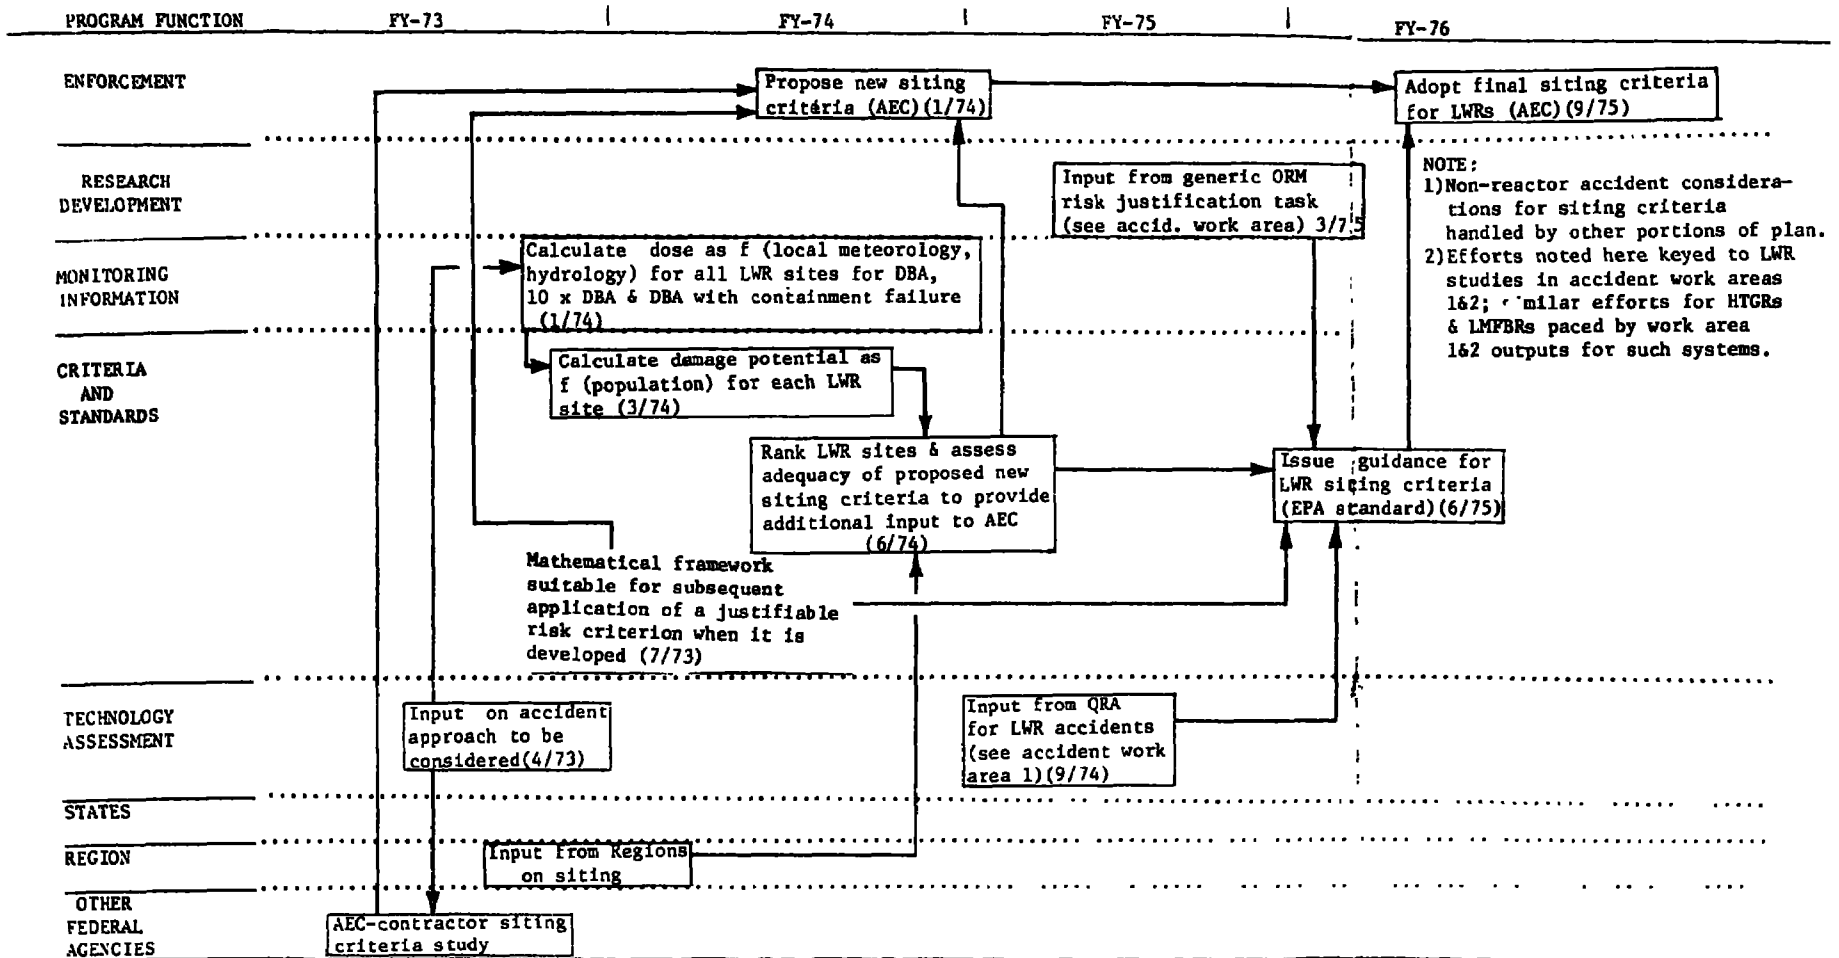 PROGRAM FUNCTION FY-73 FY-74 FY-75 FY-76
ENFORCEMENT
Propose new siting
criteria (AEC)(1/74)
Adopt final siting criteria
for LWRs (AEC)(9/75)
RESEARCH
DEVELOPMENT
Input from generic ORM
risk justification task
(see accid. work area) 3/75
NOTE:
1)Non-reactor accident considera-
tions for siting criteria
handled by other portions of plan.
2)Efforts noted here keyed to LWR
studies in accident work areas
1&2; efforts for HTGRs
& LMFBRs paced by work area
1&2 outputs for such systems.
MONITORING
INFORMATION
Calculate dose as f (local meteorology,
hydrology) for all LWR sites for DBA,
10 x DBA & DBA with containment failure
(1/74)
CRITERIA
AND
STANDARDS
Calculate damage potential as
f (population) for each LWR
site (3/74)
Rank LWR sites & assess
adequacy of proposed new
siting criteria to provide
additional input to AEC
(6/74)
Issue guidance for
LWR siting criteria
(EPA standard)(6/75)
Mathematical framework
suitable for subsequent
application of a justifiable
risk criterion when it is
developed (7/73)
TECHNOLOGY
ASSESSMENT
Input on accident
approach to be
considered(4/73)
Input from QRA
for LWR accidents
(see accident work
area 1)(9/74)
STATES
REGION
Input from Regions
on siting
OTHER
FEDERAL
AGENCIES
AEC-contractor siting
criteria study